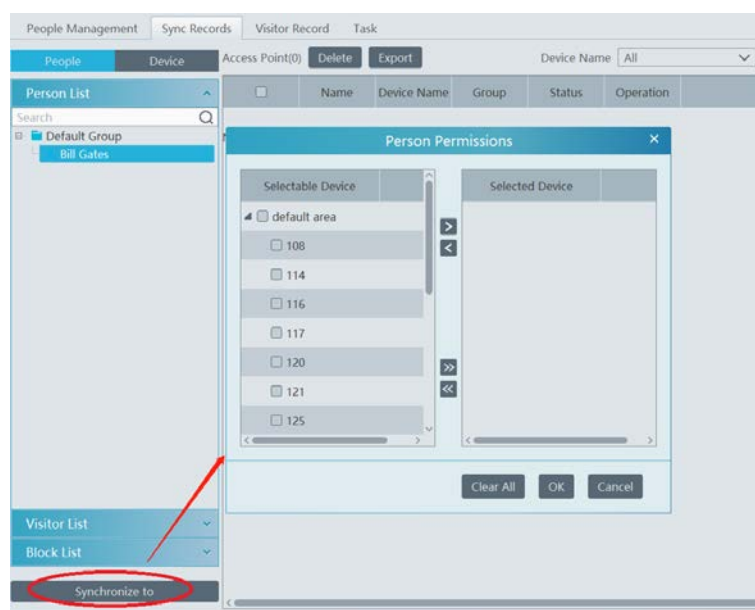 People Management Sync Records Visitor Record Task
People Device Access Point(0) Delete Export Device Name All
Person List Name Device Name Group Status Operation
Search
Default Group
Bill Gates
Person Permissions
Selectable Device Selected Device
default area
108
114
116
117
120
121
125
Clear All OK Cancel
Visitor List
Block List
Synchronize to